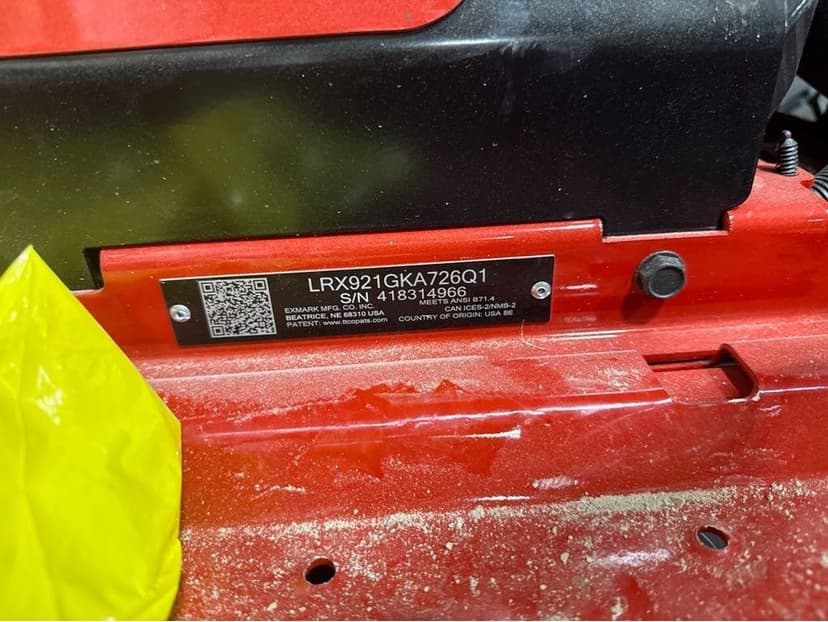 LRX921GKA726Q1
S/N 418314966
EXMARK MFG. CO. INC. MEETS ANSI B71.4
BEATRICE, NE 68310 USA CAN ICES-2/NMB-2
PATENT: www.ttcopats.com COUNTRY OF ORIGIN: USA BE